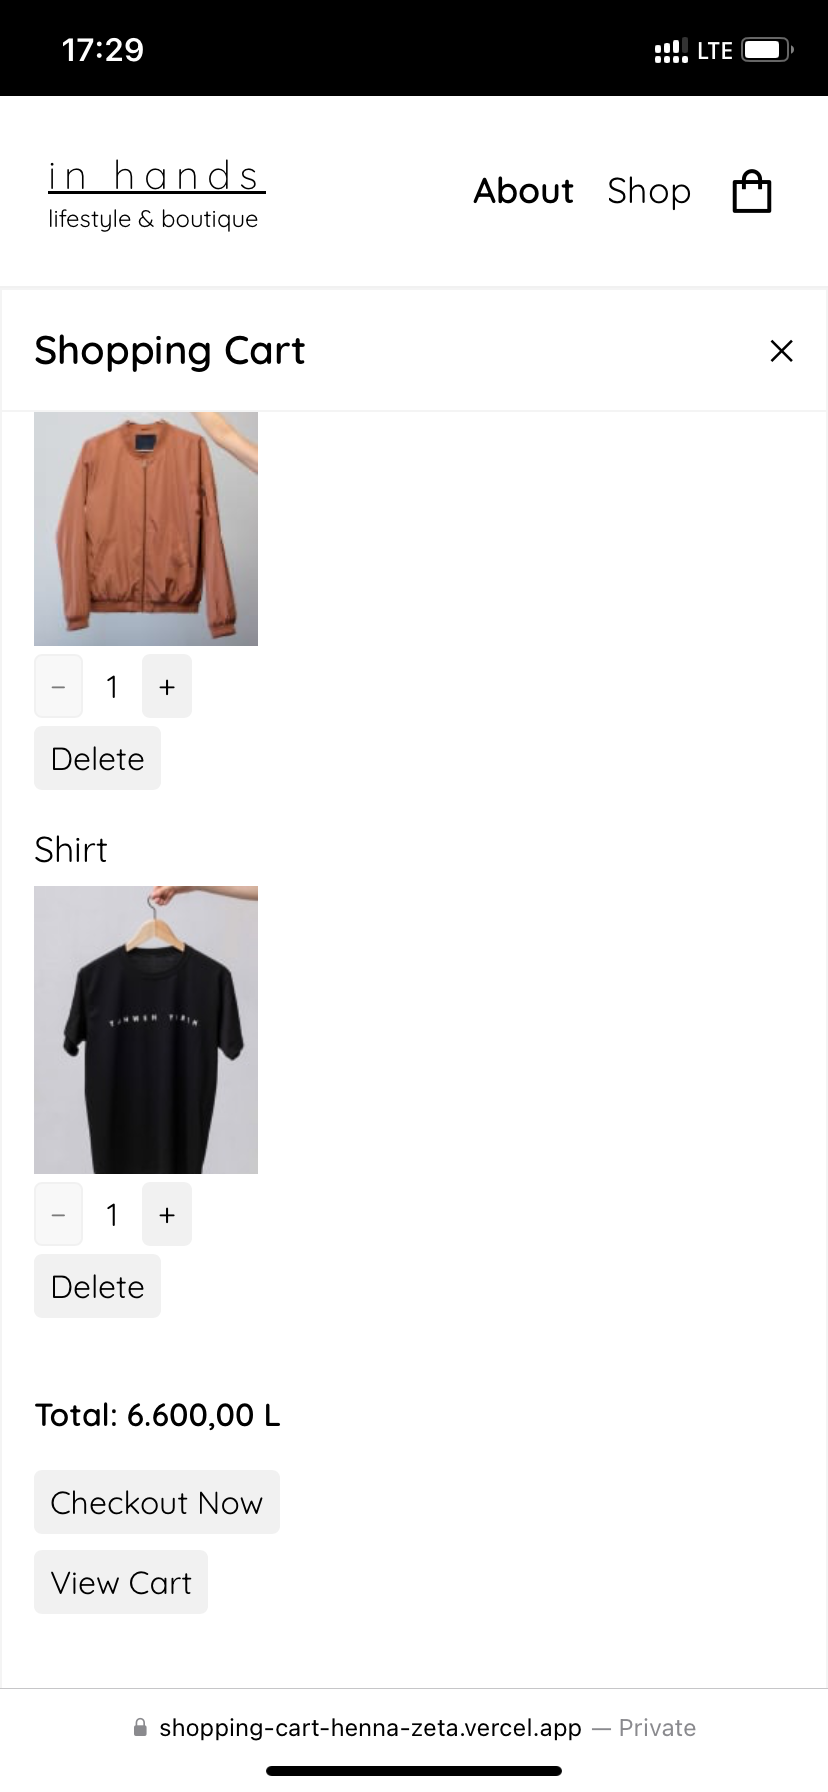 17:29
LTE
in hands
lifestyle & boutique
About Shop
Shopping Cart
− 1 +
Delete
Shirt
− 1 +
Delete
Total: 6.600,00 L
Checkout Now
View Cart
shopping-cart-henna-zeta.vercel.app — Private